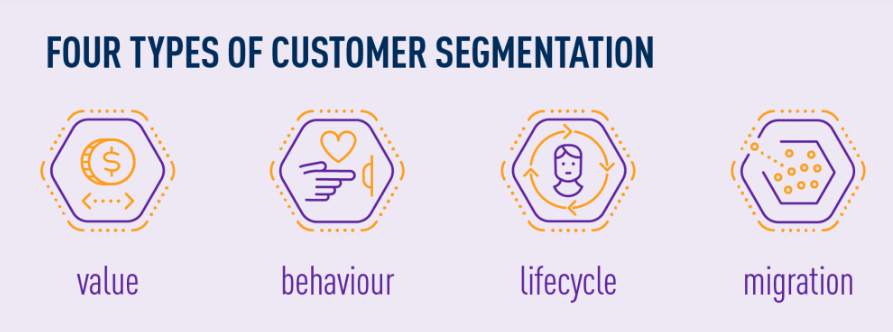 FOUR TYPES OF CUSTOMER SEGMENTATION
$
value
behaviour
lifecycle
migration